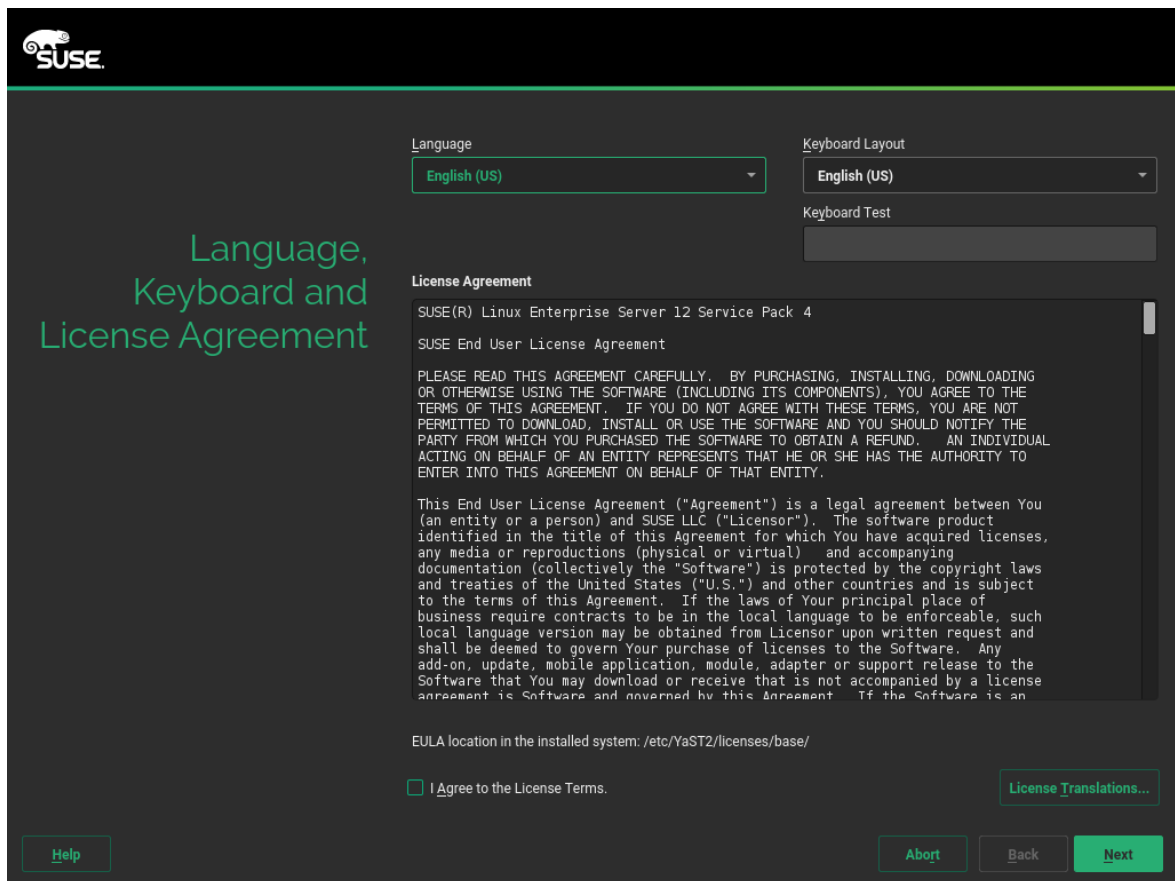 SUSE.
Language
Keyboard Layout
English (US)
English (US)
Keyboard Test
Language,
Keyboard and
License Agreement
License Agreement
SUSE(R) Linux Enterprise Server 12 Service Pack 4
SUSE End User License Agreement
PLEASE READ THIS AGREEMENT CAREFULLY.  BY PURCHASING, INSTALLING, DOWNLOADING
OR OTHERWISE USING THE SOFTWARE (INCLUDING ITS COMPONENTS), YOU AGREE TO THE
TERMS OF THIS AGREEMENT.  IF YOU DO NOT AGREE WITH THESE TERMS, YOU ARE NOT
PERMITTED TO DOWNLOAD, INSTALL OR USE THE SOFTWARE AND YOU SHOULD NOTIFY THE
PARTY FROM WHICH YOU PURCHASED THE SOFTWARE TO OBTAIN A REFUND.   AN INDIVIDUAL
ACTING ON BEHALF OF AN ENTITY REPRESENTS THAT HE OR SHE HAS THE AUTHORITY TO
ENTER INTO THIS AGREEMENT ON BEHALF OF THAT ENTITY.
This End User License Agreement ("Agreement") is a legal agreement between You
(an entity or a person) and SUSE LLC ("Licensor").  The software product
identified in the title of this Agreement for which You have acquired licenses,
any media or reproductions (physical or virtual)   and accompanying
documentation (collectively the "Software") is protected by the copyright laws
and treaties of the United States ("U.S.") and other countries and is subject
to the terms of this Agreement.  If the laws of Your principal place of
business require contracts to be in the local language to be enforceable, such
local language version may be obtained from Licensor upon written request and
shall be deemed to govern Your purchase of licenses to the Software.  Any
add-on, update, mobile application, module, adapter or support release to the
Software that You may download or receive that is not accompanied by a license
agreement is Software and governed by this Agreement.  If the Software is an
EULA location in the installed system: /etc/YaST2/licenses/base/
I Agree to the License Terms.
License Translations...
Help
Abort
Back
Next